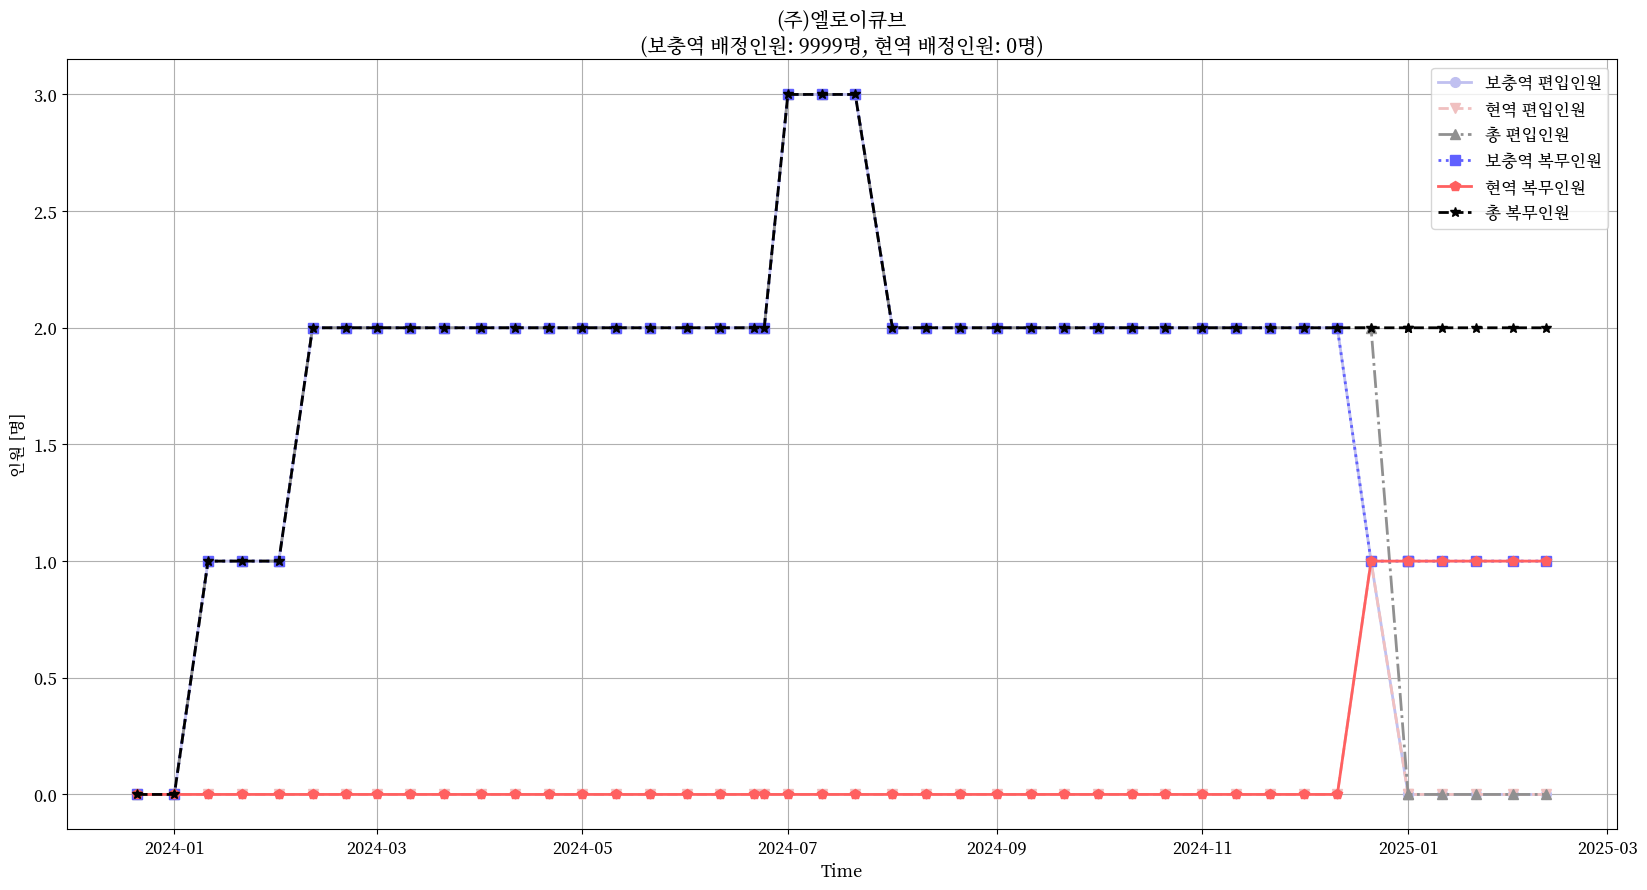 (주)엘로이큐브
(보충역 배정인원: 9999명, 현역 배정인원: 0명)
보충역 편입인원
현역 편입인원
총 편입인원
보충역 복무인원
현역 복무인원
총 복무인원
인원 [명]
3.0
2.5
2.0
1.5
1.0
0.5
0.0
2024-01
2024-03
2024-05
2024-07
2024-09
2024-11
2025-01
2025-03
Time